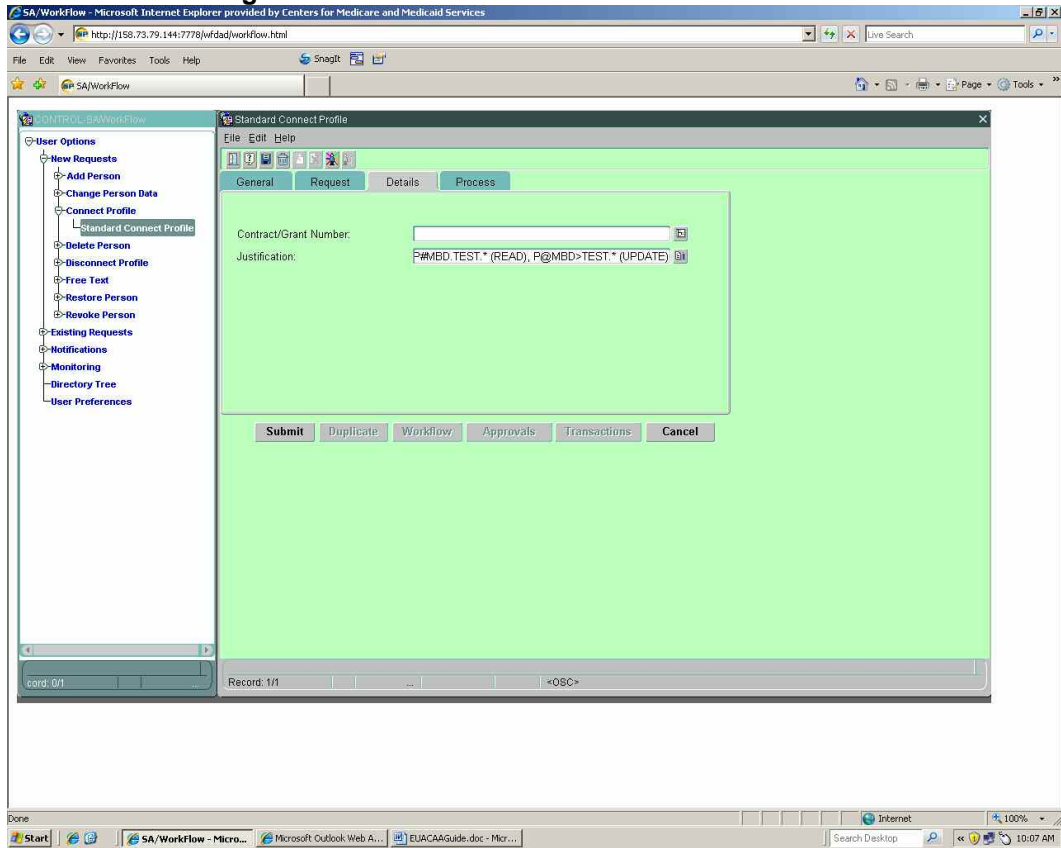 SA/WorkFlow - Microsoft Internet Explorer provided by Centers for Medicare and Medicaid Services
http://158.73.79.144:7778/wfdad/workflow.html
Live Search
File Edit View Favorites Tools Help
SnagIt
SA/WorkFlow
Page
Tools
CONTROL-SA/WorkFlow
Standard Connect Profile
User Options
New Requests
Add Person
Change Person Data
Connect Profile
Standard Connect Profile
Delete Person
Disconnect Profile
Free Text
Restore Person
Revoke Person
Existing Requests
Notifications
Monitoring
Directory Tree
User Preferences
File Edit Help
General Request Details Process
Contract/Grant Number:
Justification: P#MBD.TEST.* (READ), P@MBD>TEST.* (UPDATE)
Submit Duplicate Workflow Approvals Transactions Cancel
cord: 0/1 ...
Record: 1/1 ... <OSC>
Done
Internet
100%
Start
SA/WorkFlow - Micro...
Microsoft Outlook Web A...
EUACAAGuide.doc - Micr...
Search Desktop
10:07 AM